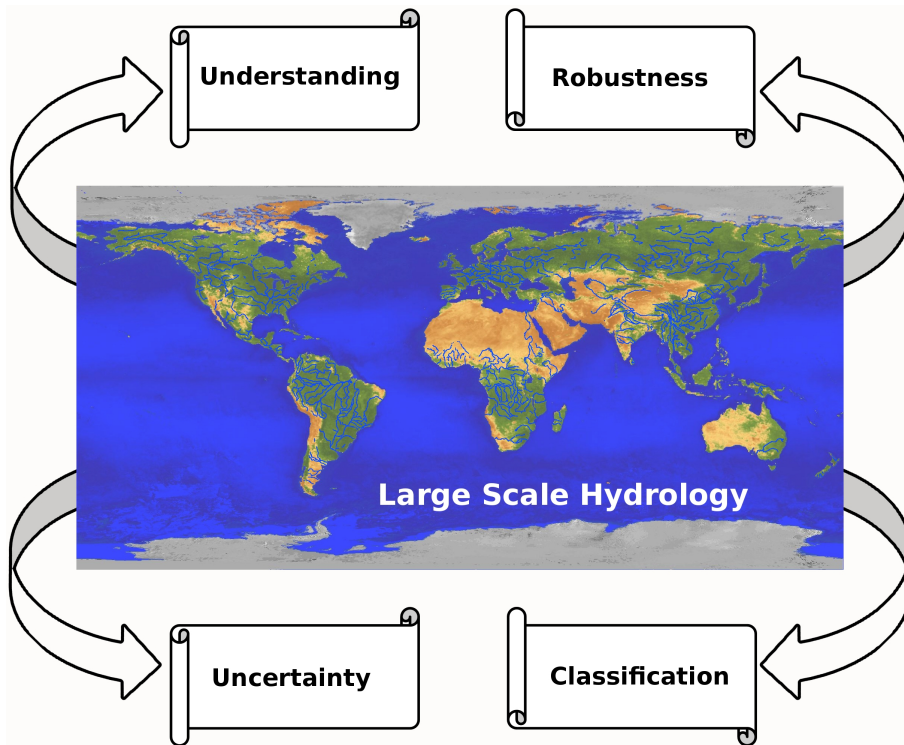 Understanding
Robustness
Large Scale Hydrology
Uncertainty
Classification